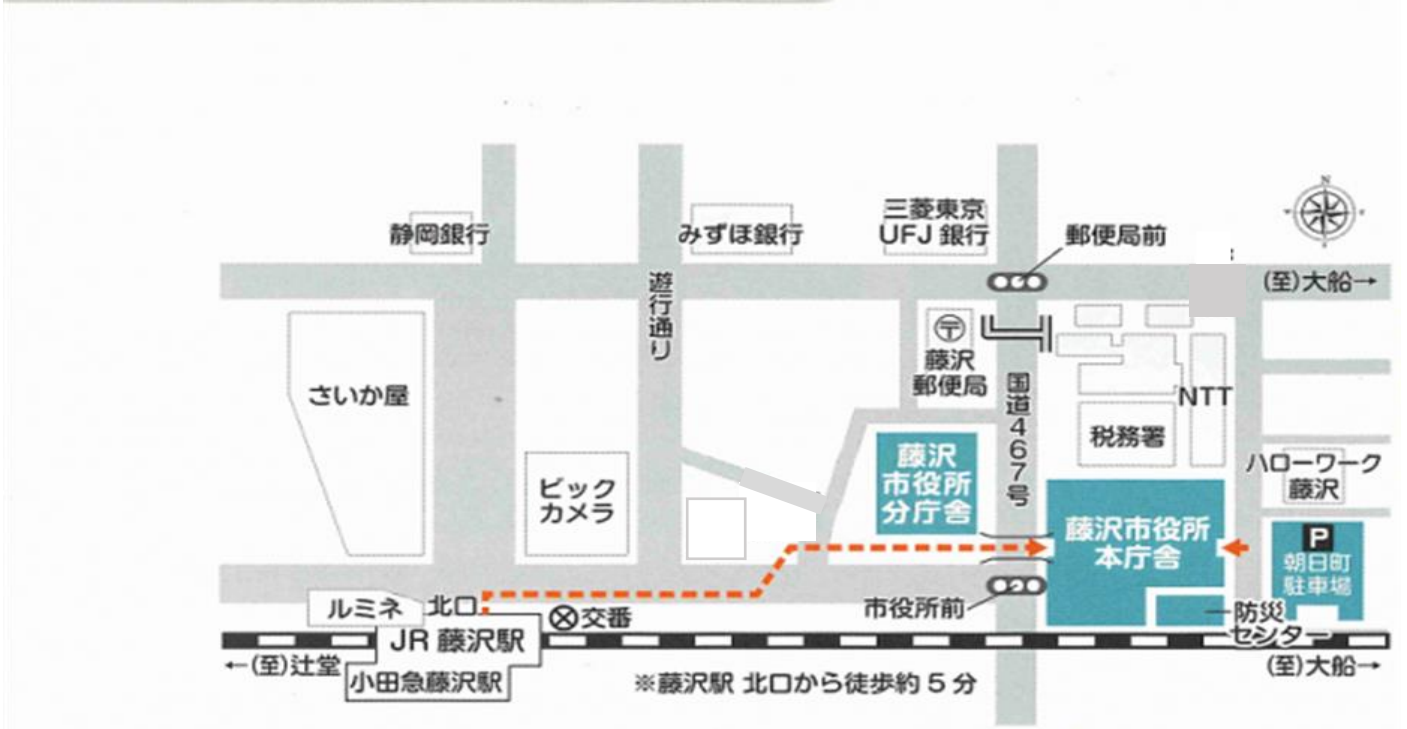 N
静岡銀行
みずほ銀行
三菱東京
UFJ銀行
郵便局前
(至)大船→
遊行通り
さいか屋
〒
藤沢
郵便局
国道467号
NTT
税務署
ハローワーク
藤沢
ビック
カメラ
藤沢
市役所
分庁舎
藤沢市役所
本庁舎
P
朝日町
駐車場
ルミネ
北口
交番
市役所前
防災
センター
JR 藤沢駅
←(至)辻堂
小田急藤沢駅
※藤沢駅 北口から徒歩約5分
(至)大船→